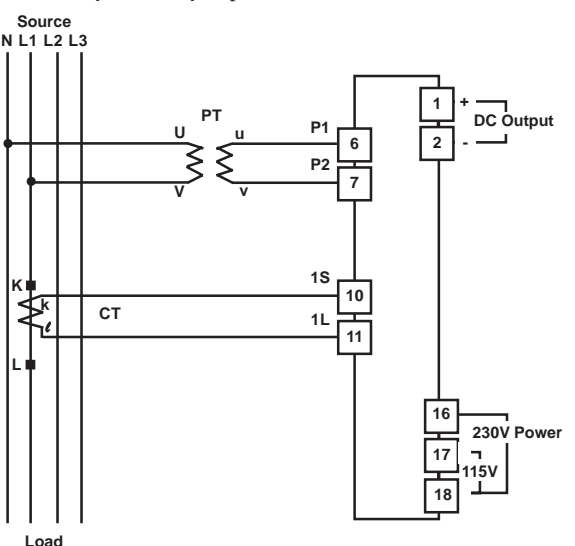 Source
N L1 L2 L3
PT
U u P1 6
V v P2 7
1 +
DC Output
2 -
K
k
ℓ
L
CT
1S 10
1L 11
16
230V Power
17
115V
18
Load